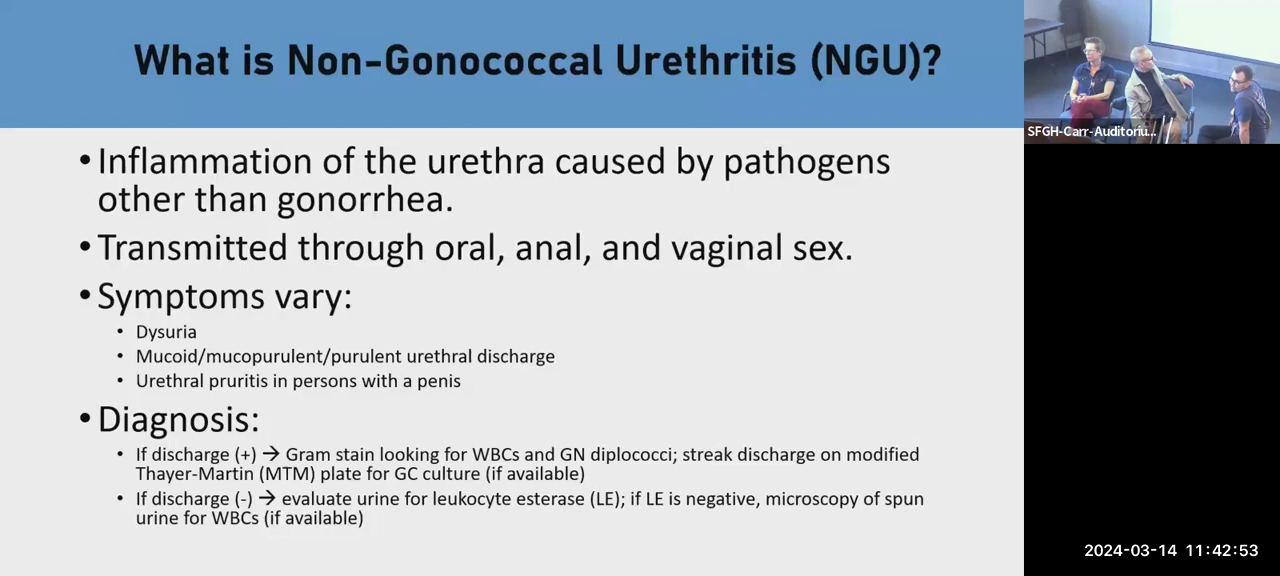 What is Non-Gonococcal Urethritis (NGU)?
• Inflammation of the urethra caused by pathogens
other than gonorrhea.
• Transmitted through oral, anal, and vaginal sex.
• Symptoms vary:
• Dysuria
• Mucoid/mucopurulent/purulent urethral discharge
• Urethral pruritis in persons with a penis
• Diagnosis:
• If discharge (+) → Gram stain looking for WBCs and GN diplococci; streak discharge on modified
Thayer-Martin (MTM) plate for GC culture (if available)
• If discharge (-) → evaluate urine for leukocyte esterase (LE); if LE is negative, microscopy of spun
urine for WBCs (if available)
SFGH-Carr-Auditoriu...
2024-03-14 11:42:53